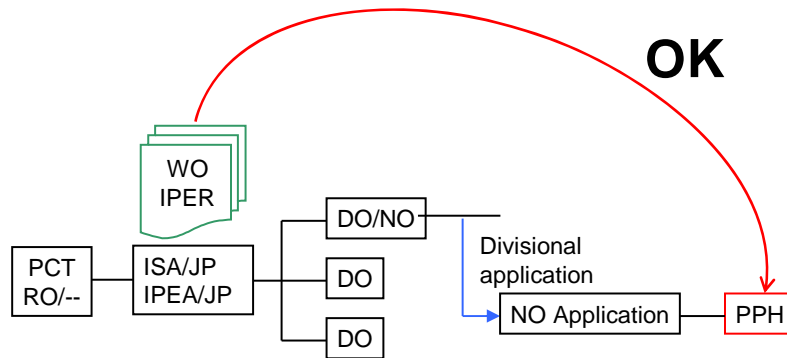 OK
WO
IPER
DO/NO
PCT
RO/--
ISA/JP
IPEA/JP
DO
DO
Divisional
application
NO Application
PPH